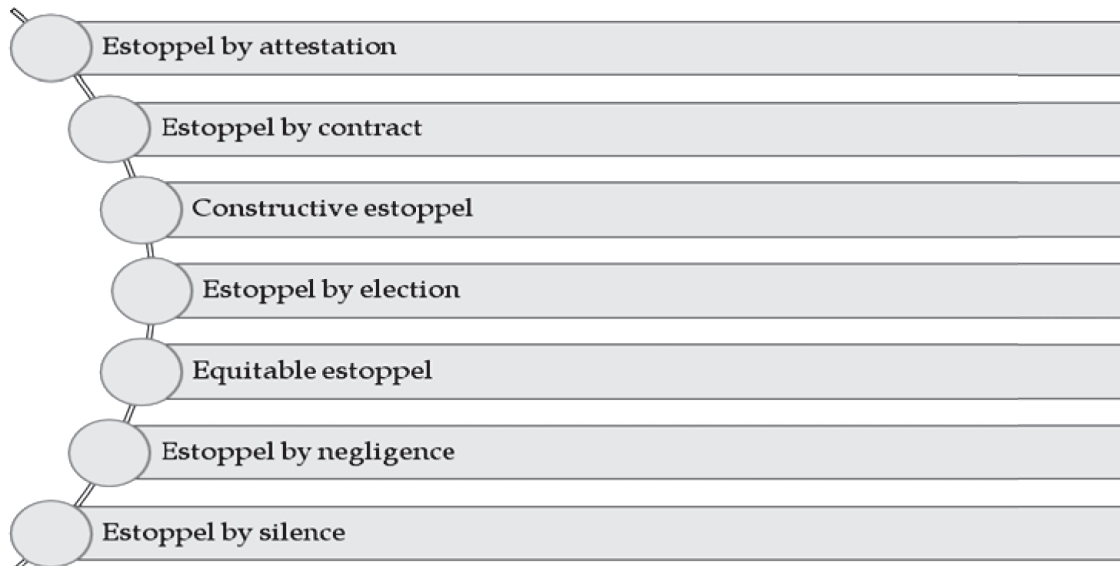 Estoppel by attestation
Estoppel by contract
Constructive estoppel
Estoppel by election
Equitable estoppel
Estoppel by negligence
Estoppel by silence